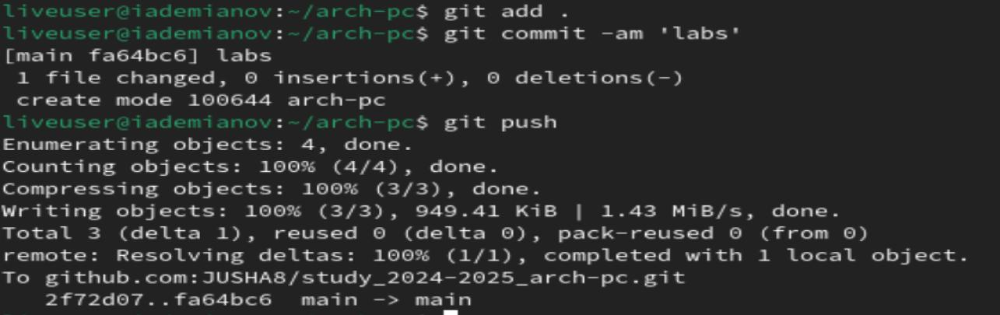 liveuser@iademianov:~/arch-pc$ git add .
liveuser@iademianov:~/arch-pc$ git commit -am 'labs'
[main fa64bc6] labs
 1 file changed, 0 insertions(+), 0 deletions(-)
 create mode 100644 arch-pc
liveuser@iademianov:~/arch-pc$ git push
Enumerating objects: 4, done.
Counting objects: 100% (4/4), done.
Compressing objects: 100% (3/3), done.
Writing objects: 100% (3/3), 949.41 KiB | 1.43 MiB/s, done.
Total 3 (delta 1), reused 0 (delta 0), pack-reused 0 (from 0)
remote: Resolving deltas: 100% (1/1), completed with 1 local object.
To github.com:JUSHA8/study_2024-2025_arch-pc.git
   2f72d07..fa64bc6  main -> main